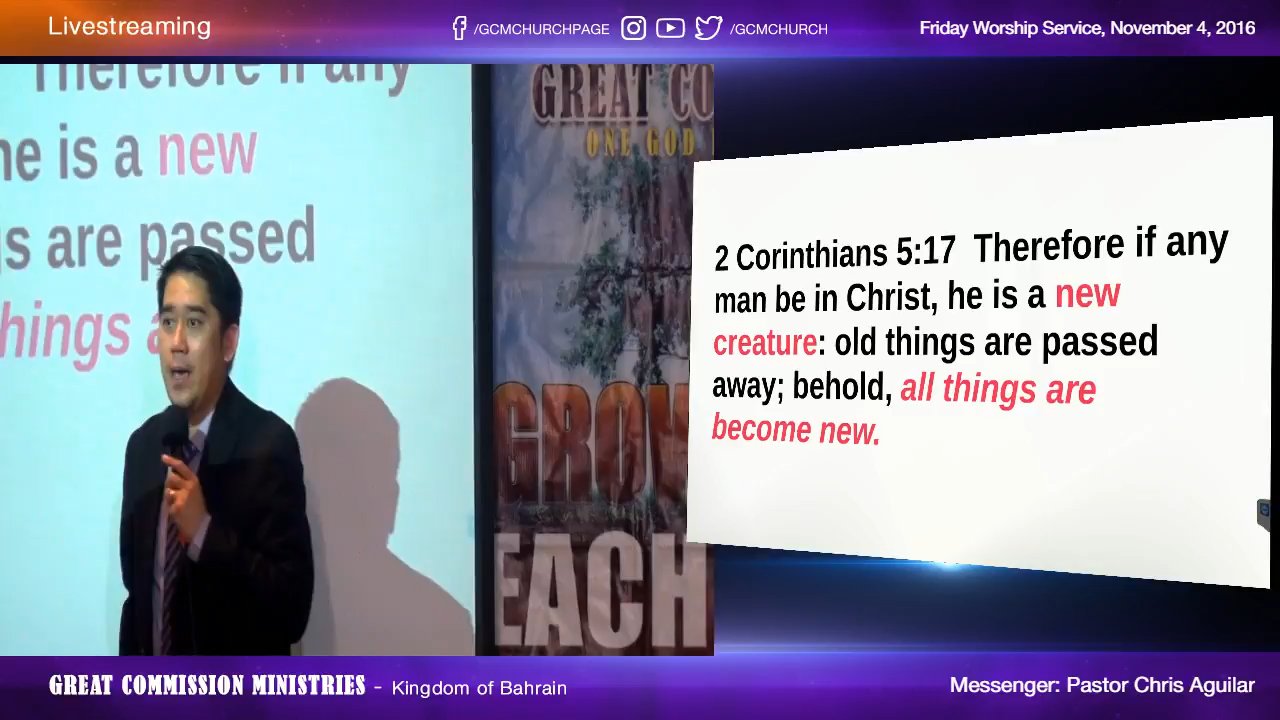 Livestreaming
/GCMCHURCHPAGE
/GCMCHURCH
Friday Worship Service, November 4, 2016
Therefore if any
he is a new
gs are passed
things a
GREAT CO
ONE GOD
GROW
EACH
2 Corinthians 5:17 Therefore if any
man be in Christ, he is a new
creature: old things are passed
away; behold, all things are
become new.
GREAT COMMISSION MINISTRIES - Kingdom of Bahrain
Messenger: Pastor Chris Aguilar